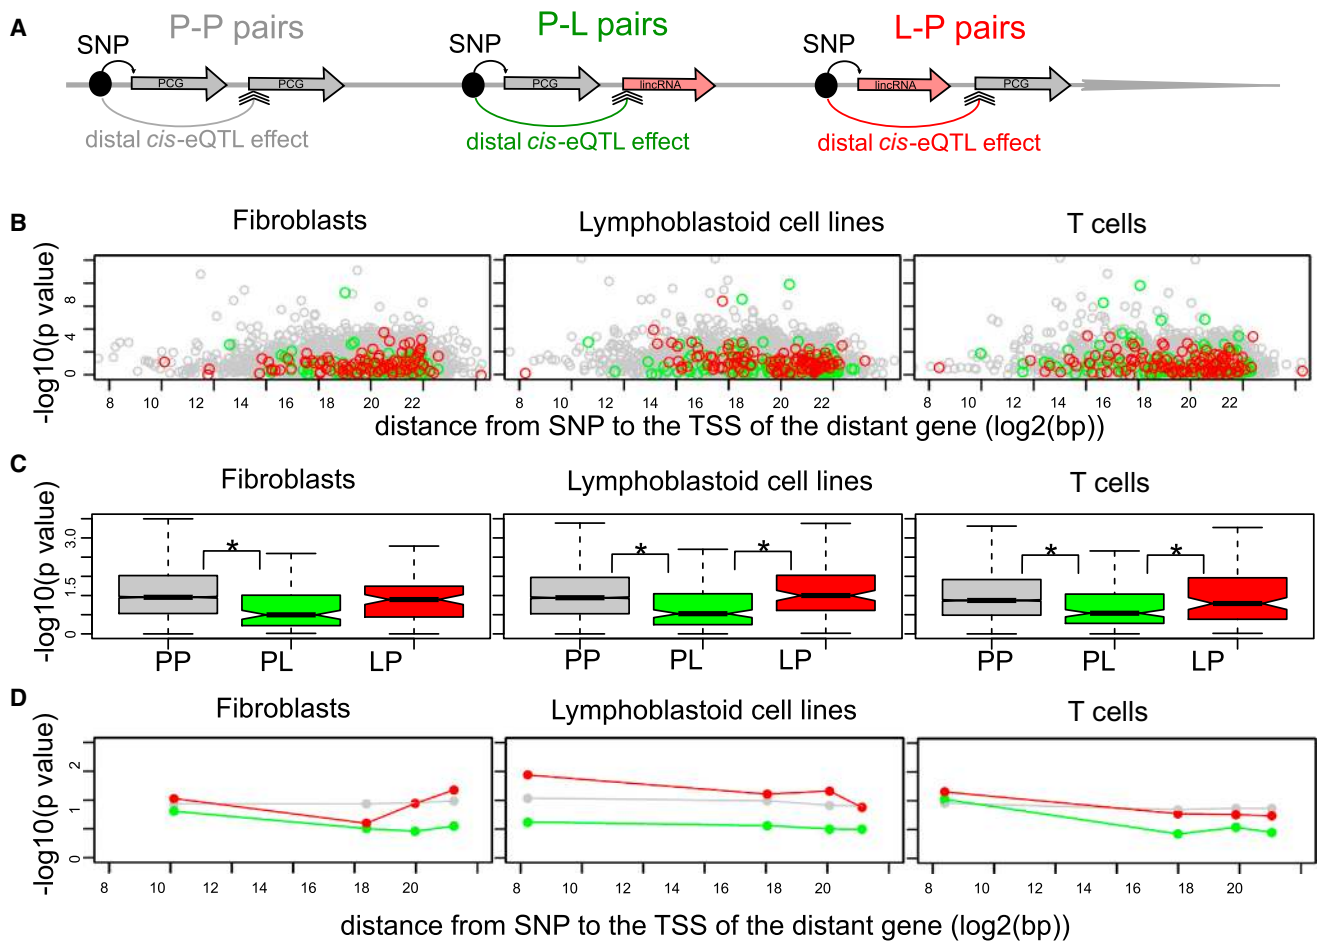 A
P-P pairs
P-L pairs
L-P pairs
SNP
SNP
SNP
PCG
PCG
PCG
lincRNA
lincRNA
PCG
distal cis-eQTL effect
distal cis-eQTL effect
distal cis-eQTL effect
B
Fibroblasts
Lymphoblastoid cell lines
T cells
-log10(p value)
0 4 8
8 10 12 14 16 18 20 22
8 10 12 14 16 18 20 22
8 10 12 14 16 18 20 22
distance from SNP to the TSS of the distant gene (log2(bp))
C
Fibroblasts
Lymphoblastoid cell lines
T cells
-log10(p value)
0 1.5 3.0
*
* *
* *
PP PL LP
PP PL LP
PP PL LP
D
Fibroblasts
Lymphoblastoid cell lines
T cells
-log10(p value)
0 1 2
8 10 12 14 16 18 20
8 10 12 14 16 18 20
8 10 12 14 16 18 20
distance from SNP to the TSS of the distant gene (log2(bp))